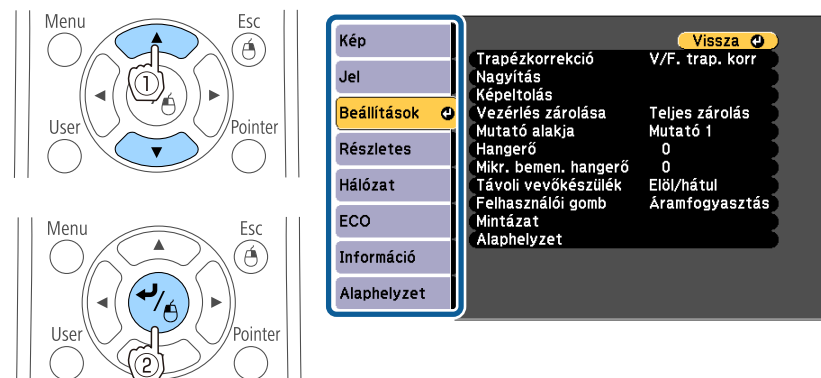 Menu
Esc
1
User
Pointer
Menu
Esc
User
Pointer
2
Kép
Jel
Beállítások
Részletes
Hálózat
ECO
Információ
Alaphelyzet
Vissza
Trapézkorrekció V/F. trap. korr
Nagyítás
Képeltolás
Vezérlés zárolása Teljes zárolás
Mutató alakja Mutató 1
Hangerő 0
Mikr. bemen. hangerő 0
Távoli vevőkészülék Elöl/hátul
Felhasználói gomb Áramfogyasztás
Mintázat
Alaphelyzet